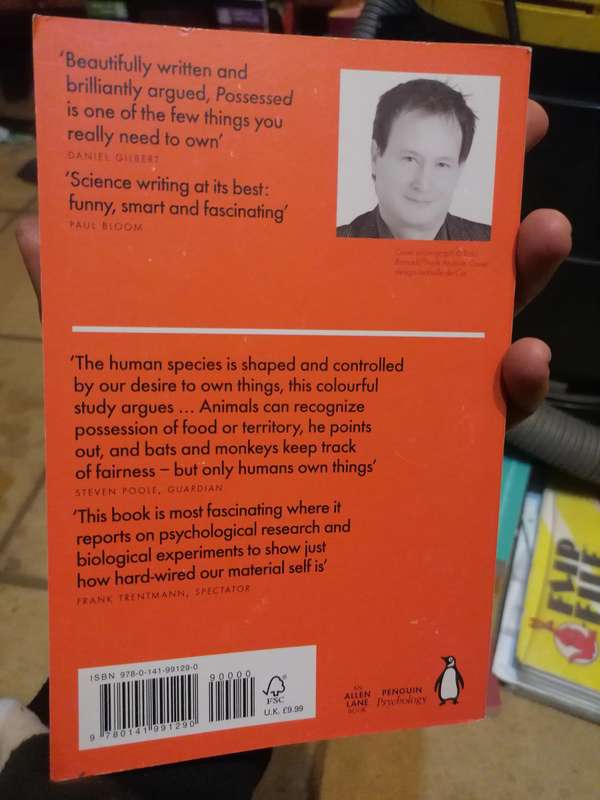 ‘Beautifully written and
brilliantly argued, Possessed
is one of the few things you
really need to own’
DANIEL GILBERT
‘Science writing at its best:
funny, smart and fascinating’
PAUL BLOOM
‘The human species is shaped and controlled
by our desire to own things, this colourful
study argues ... Animals can recognize
possession of food or territory, he points
out, and bats and monkeys keep track
of fairness – but only humans own things’
STEVEN POOLE, GUARDIAN
‘This book is most fascinating where it
reports on psychological research and
biological experiments to show just
how hard-wired our material self is’
FRANK TRENTMANN, SPECTATOR
ISBN 978-0-141-99129-0
90000
9 780141 991290
FSC
U.K. £9.99
AN
ALLEN
LANE
BOOK
PENGUIN
Psychology
FLIP
FILE